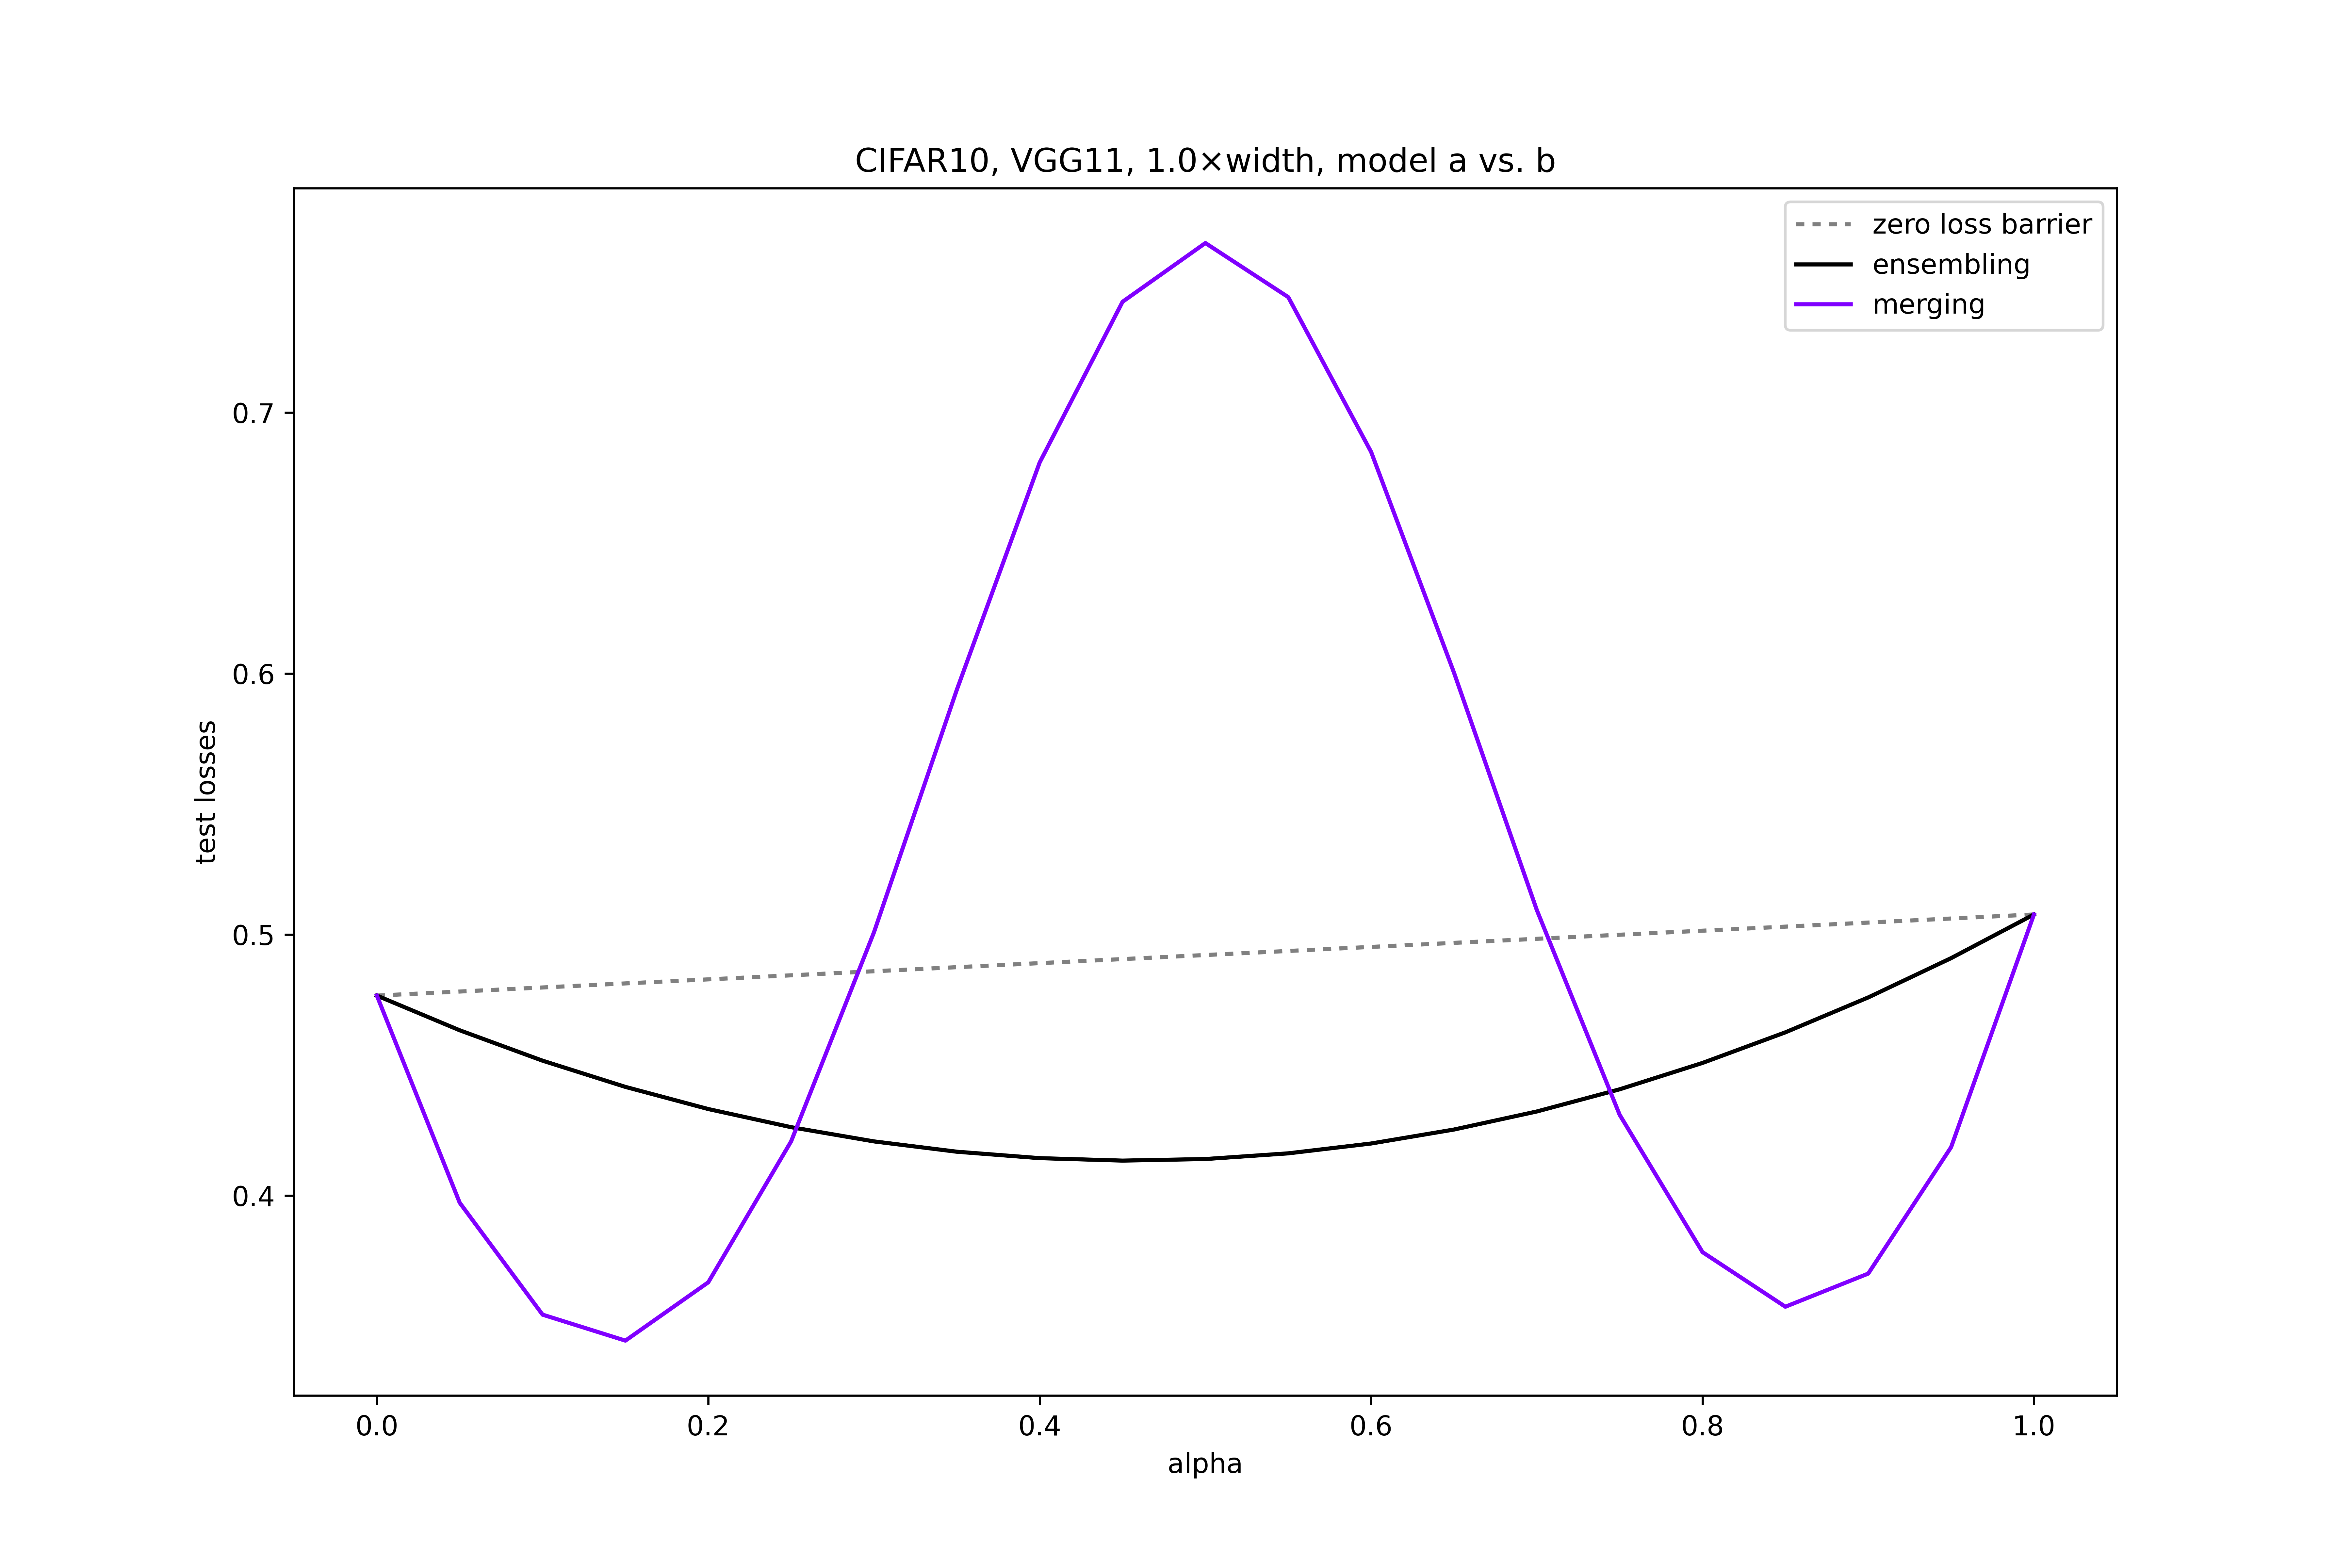 CIFAR10, VGG11, 1.0×width, model a vs. b
zero loss barrier
ensembling
merging
0.7
0.6
0.5
0.4
test losses
0.0 0.2 0.4 0.6 0.8 1.0
alpha